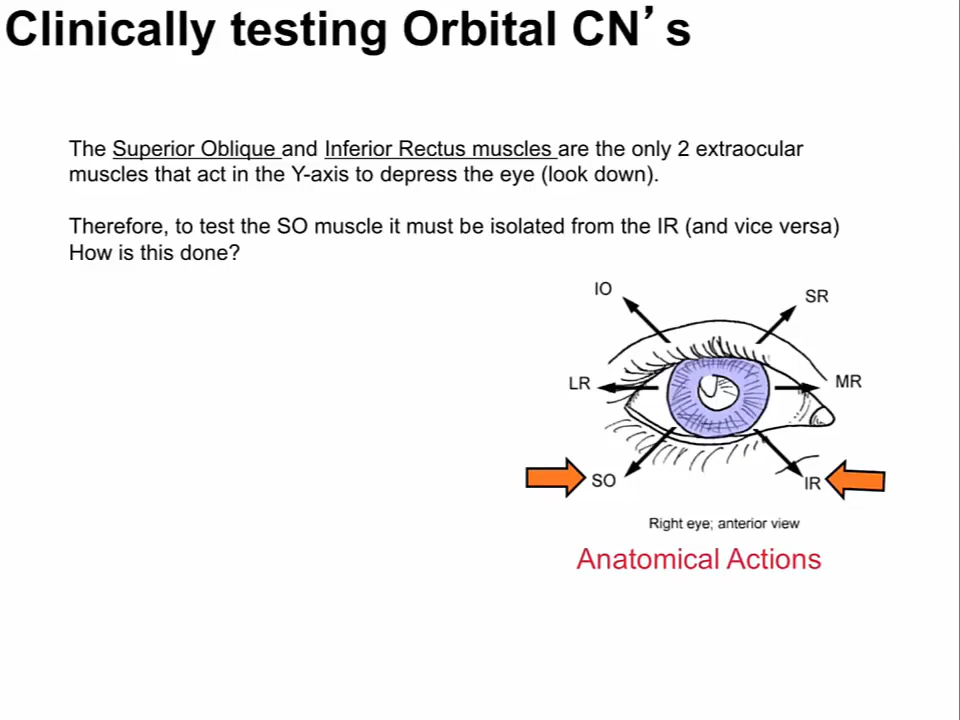 Clinically testing Orbital CN’s
The Superior Oblique and Inferior Rectus muscles are the only 2 extraocular
muscles that act in the Y-axis to depress the eye (look down).
Therefore, to test the SO muscle it must be isolated from the IR (and vice versa)
How is this done?
IO
SR
LR
MR
SO
IR
Right eye; anterior view
Anatomical Actions